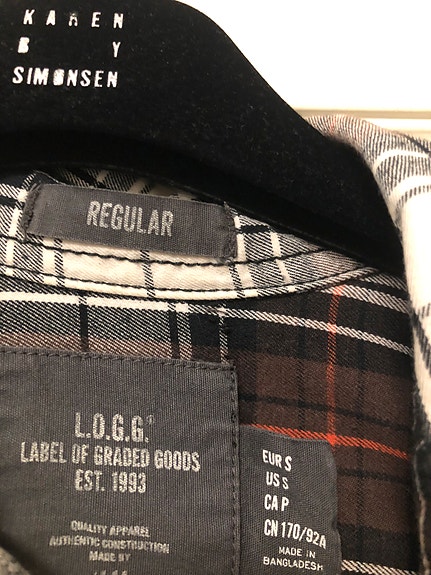 KAREN
BY
SIMONSEN
REGULAR
L.O.G.G.®
LABEL OF GRADED GOODS
EST. 1993
QUALITY APPAREL
AUTHENTIC CONSTRUCTION
MADE BY
EUR S
US S
CA P
CN 170/92A
MADE IN
BANGLADESH